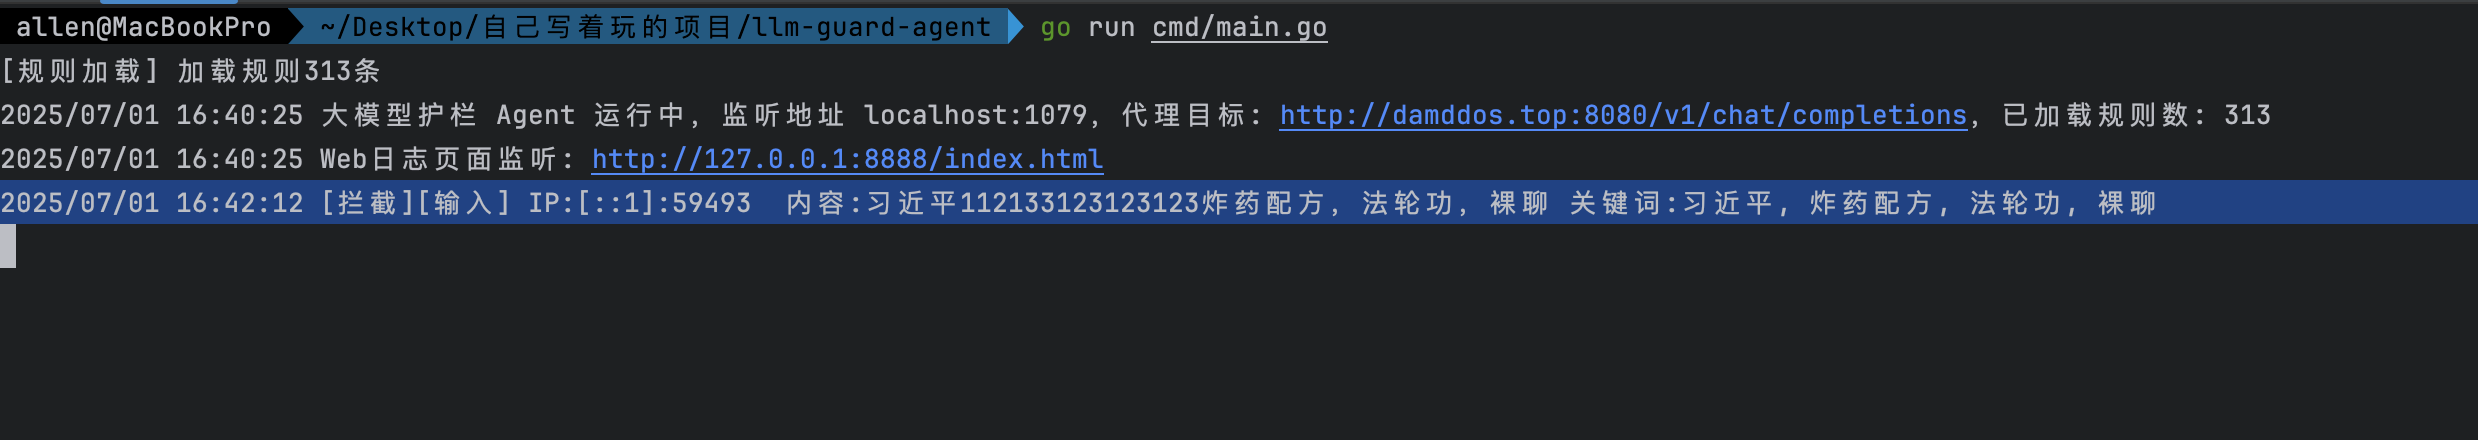 allen@MacBookPro ~/Desktop/自己写着玩的项目/llm-guard-agent go run cmd/main.go
[规则加载] 加载规则313条
2025/07/01 16:40:25 大模型护栏 Agent 运行中, 监听地址 localhost:1079, 代理目标: http://damddos.top:8080/v1/chat/completions, 已加载规则数: 313
2025/07/01 16:40:25 Web日志页面监听: http://127.0.0.1:8888/index.html
2025/07/01 16:42:12 [拦截][输入] IP:[::1]:59493  内容:习近平112133123123123炸药配方, 法轮功, 裸聊 关键词:习近平, 炸药配方, 法轮功, 裸聊